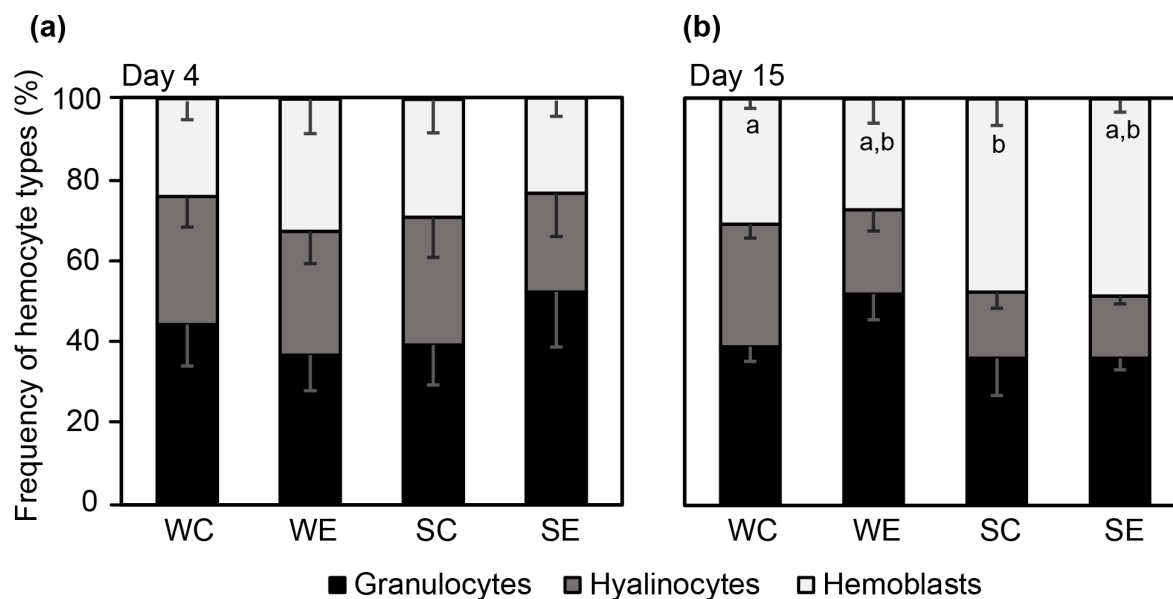 (a)
(b)
Day 4
Day 15
Frequency of hemocyte types (%)
100
80
60
40
20
0
a
a,b
b
a,b
WC WE SC SE
WC WE SC SE
Granulocytes Hyalinocytes Hemoblasts